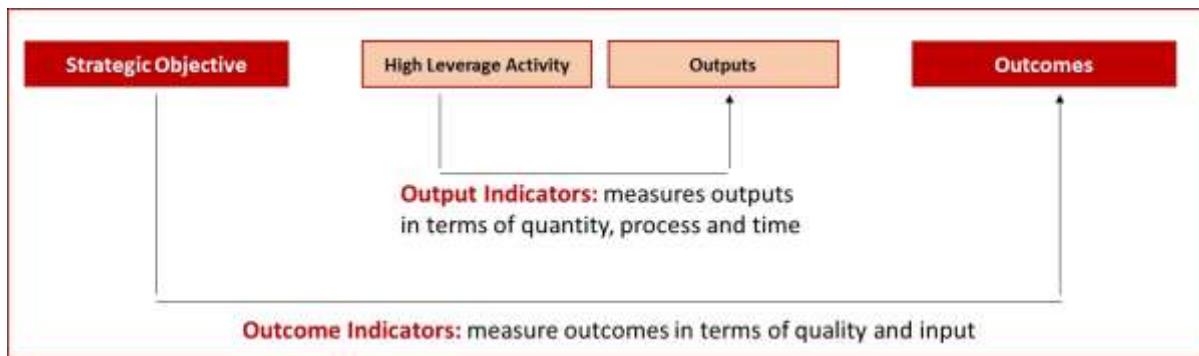 Strategic Objective
High Leverage Activity
Outputs
Outcomes
Output Indicators: measures outputs
in terms of quantity, process and time
Outcome Indicators: measure outcomes in terms of quality and input